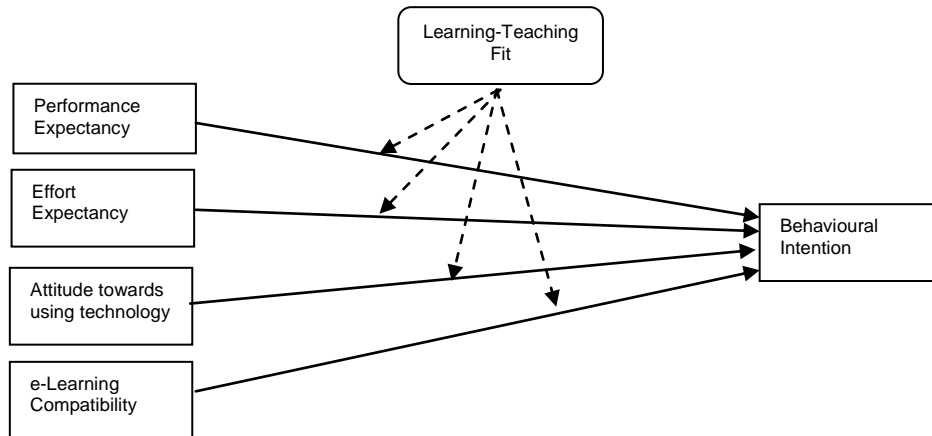 Learning-Teaching
Fit
Performance
Expectancy
Effort
Expectancy
Behavioural
Intention
Attitude towards
using technology
e-Learning
Compatibility